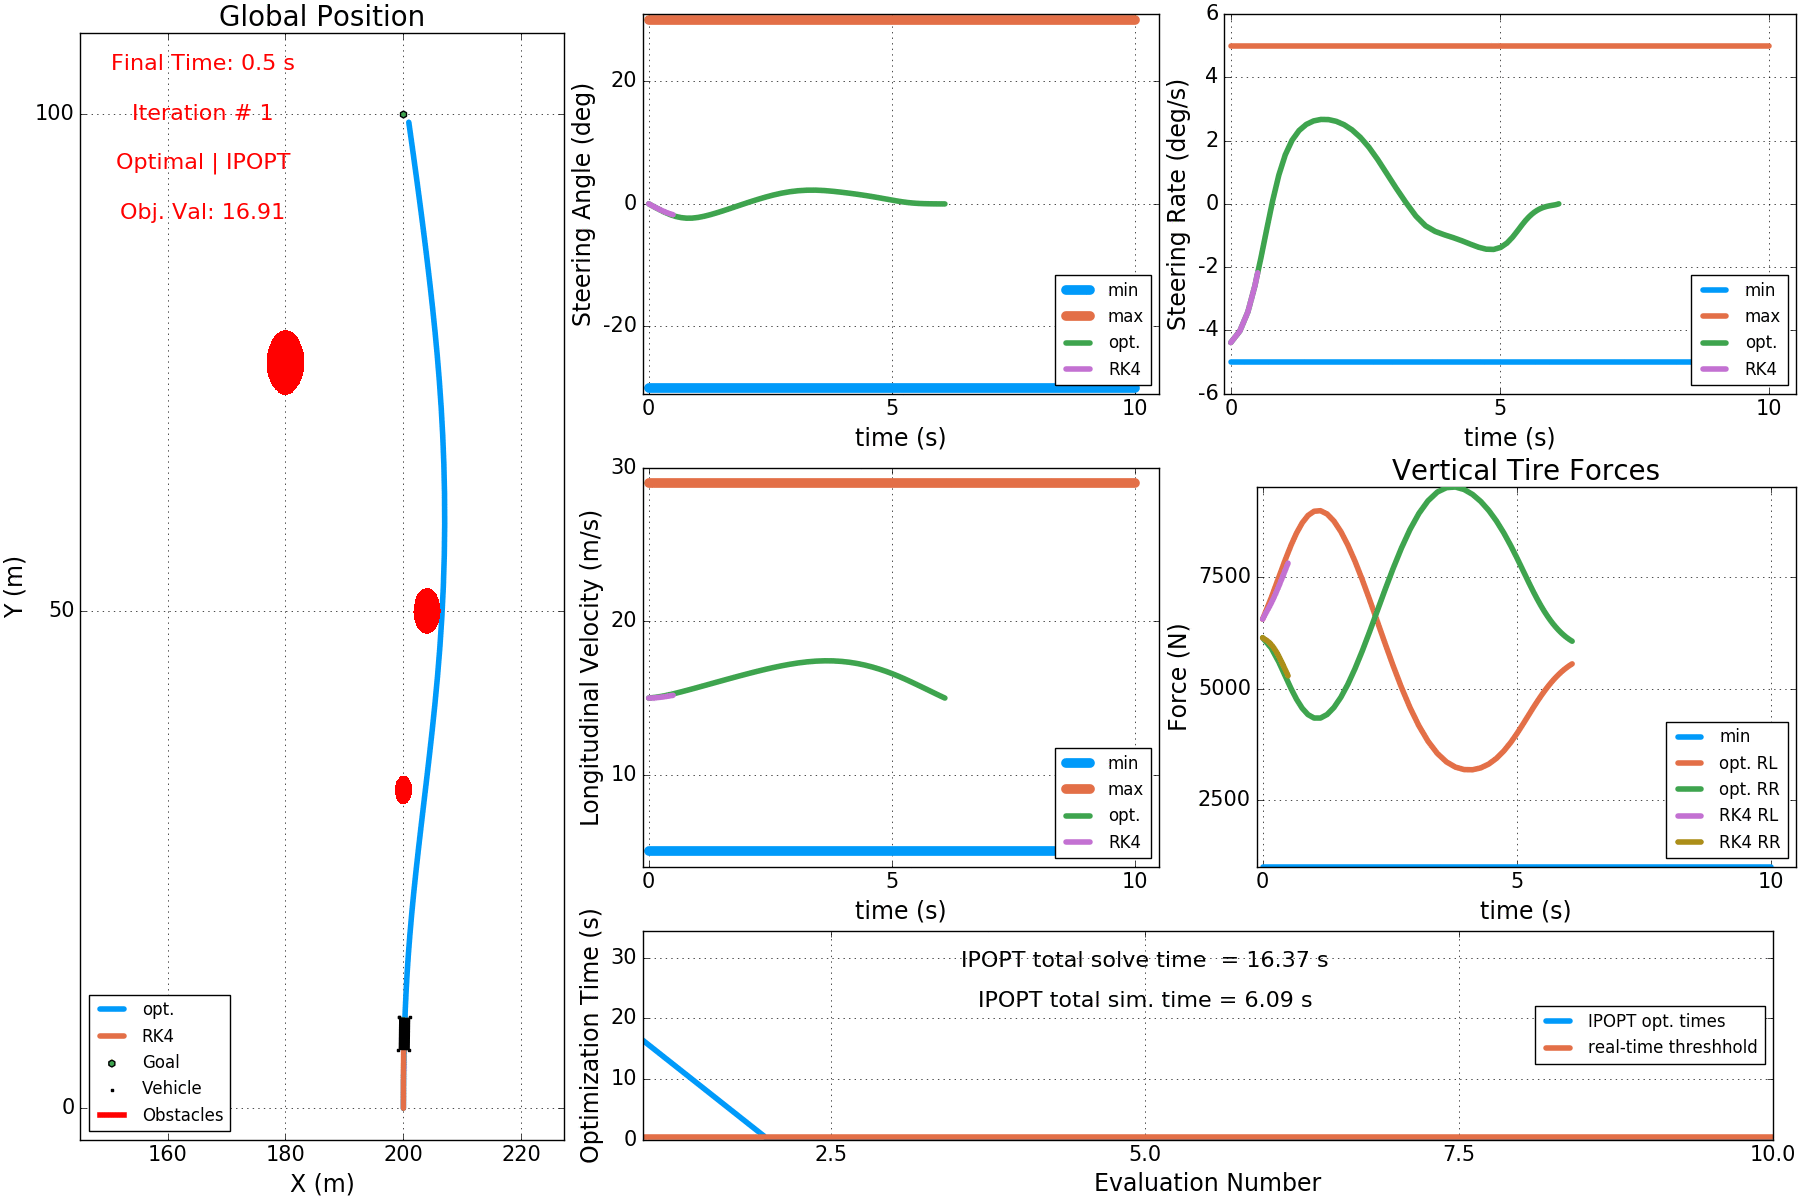 Global Position
Final Time: 0.5 s
Iteration # 1
Optimal | IPOPT
Obj. Val: 16.91
100
50
0
Y (m)
opt.
RK4
Goal
Vehicle
Obstacles
160
180
200
220
X (m)
Steering Angle (deg)
20
0
-20
min
max
opt.
RK4
0
5
10
time (s)
Steering Rate (deg/s)
6
4
2
0
-2
-4
-6
min
max
opt.
RK4
0
5
10
time (s)
Longitudinal Velocity (m/s)
30
20
10
min
max
opt.
RK4
0
5
10
time (s)
Vertical Tire Forces
Force (N)
7500
5000
2500
min
opt. RL
opt. RR
RK4 RL
RK4 RR
0
5
10
time (s)
Optimization Time (s)
30
20
10
0
IPOPT total solve time  = 16.37 s
IPOPT total sim. time = 6.09 s
IPOPT opt. times
real-time threshhold
2.5
5.0
7.5
10.0
Evaluation Number